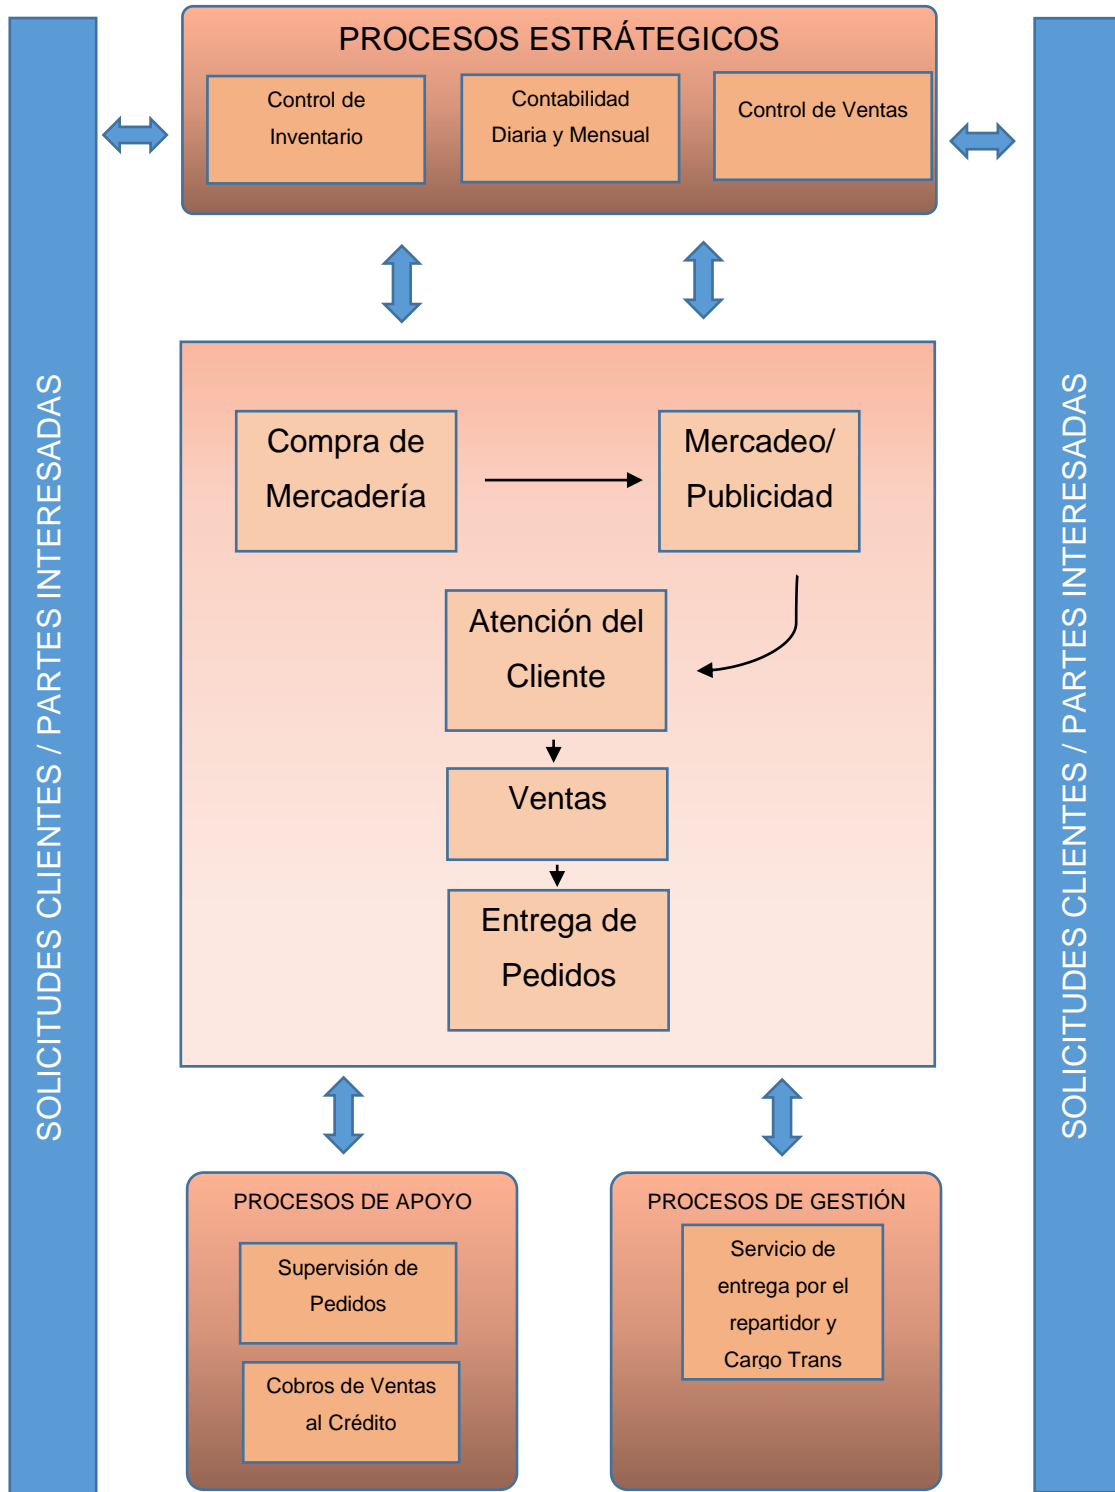 PROCESOS ESTRÁTEGICOS
Control de
Inventario
Contabilidad
Diaria y Mensual
Control de Ventas
SOLICITUDES CLIENTES / PARTES INTERESADAS
Compra de
Mercadería
Mercadeo/
Publicidad
Atención del
Cliente
Ventas
Entrega de
Pedidos
SOLICITUDES CLIENTES / PARTES INTERESADAS
PROCESOS DE APOYO
Supervisión de
Pedidos
Cobros de Ventas
al Crédito
PROCESOS DE GESTIÓN
Servicio de
entrega por el
repartidor y
Cargo Trans